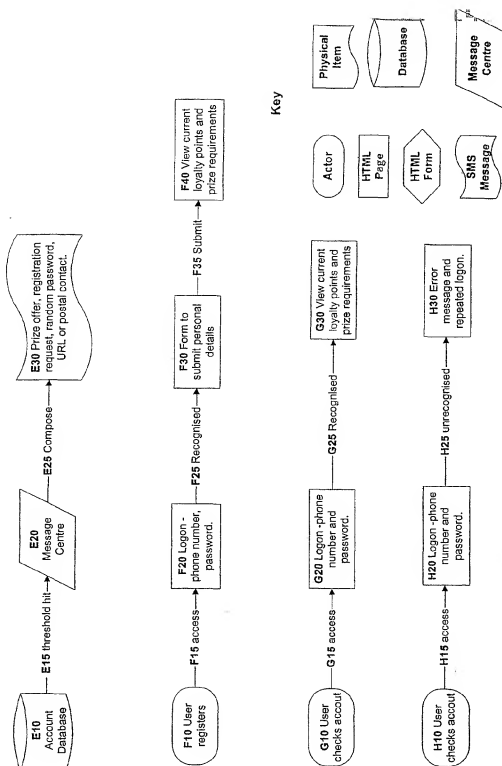 E10
Account
Database
E15 threshold hit
E20
Message
Centre
E25 Compose
E30 Prize offer, registration
request, random password,
URL or postal contact.
F10 User
registers
F15 access
F20 Logon -
phone number,
password.
F25 Recognised
F30 Form to
submit personal
details
F35 Submit
F40 View current
loyalty points and
prize requirements
G10 User
checks accout
G15 access
G20 Logon -phone
number and
password.
G25 Recognised
G30 View current
loyalty points and
prize requirements
H10 User
checks accout
H15 access
H20 Logon -phone
number and
password.
H25 unrecognised
H30 Error
message and
repeated logon.
Key
Actor
HTML
Page
HTML
Form
SMS
Message
Physical
Item
Database
Message
Centre